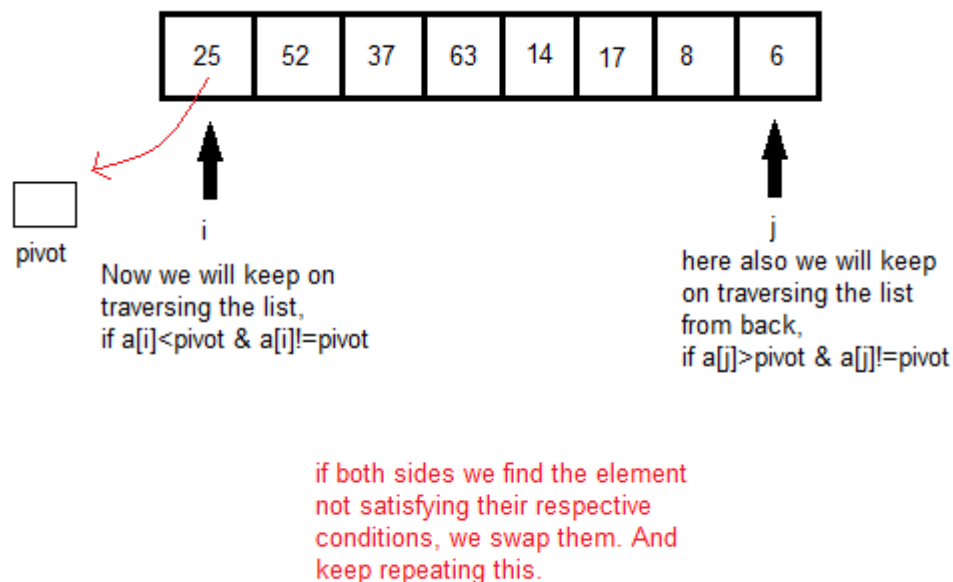 25 52 37 63 14 17 8 6
pivot
i
Now we will keep on
traversing the list,
if a[i]<pivot & a[i]!=pivot
j
here also we will keep
on traversing the list
from back,
if a[j]>pivot & a[j]!=pivot
if both sides we find the element
not satisfying their respective
conditions, we swap them. And
keep repeating this.